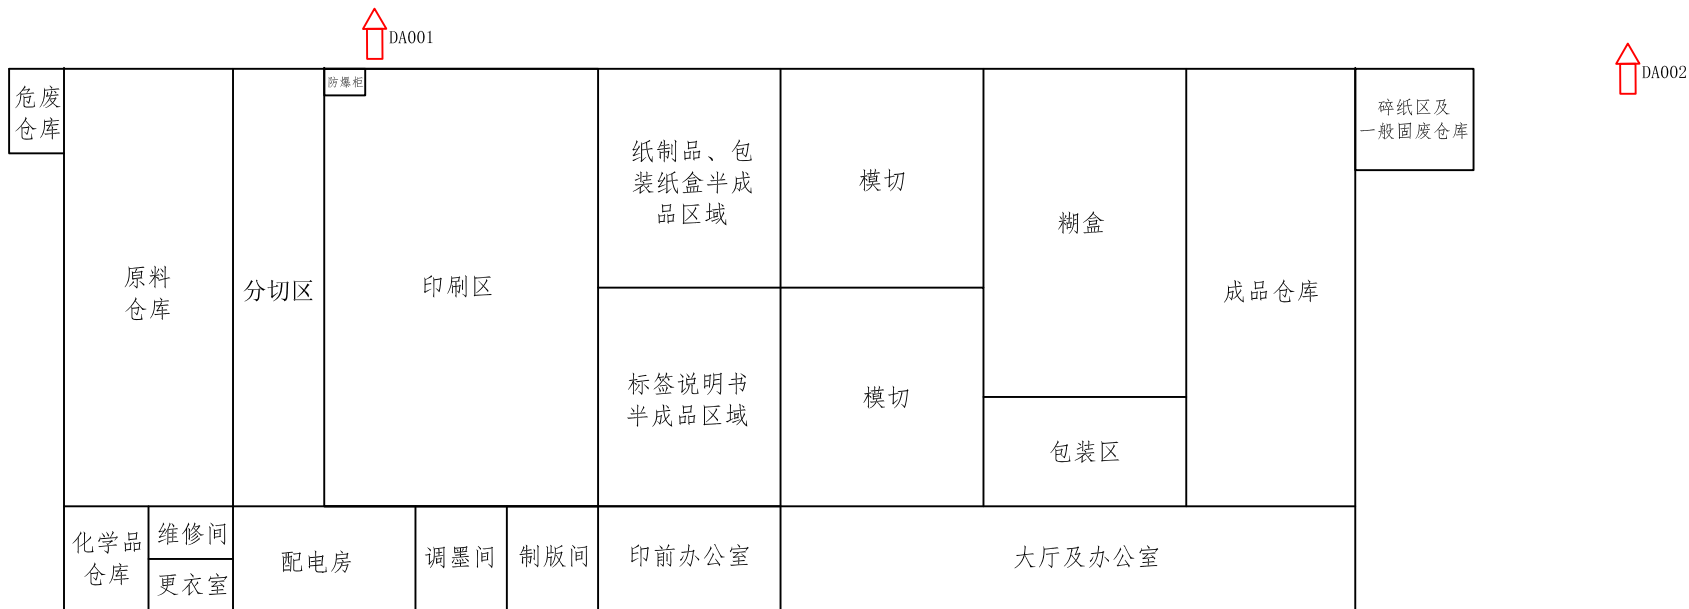 DA001
DA002
防爆柜
危废
仓库
碎纸区及
一般固废仓库
纸制品、包
装纸盒半成
品区域
模切
糊盒
原料
仓库
分切区
印刷区
成品仓库
标签说明书
半成品区域
模切
包装区
化学品
仓库
维修间
更衣室
配电房
调墨间
制版间
印前办公室
大厅及办公室